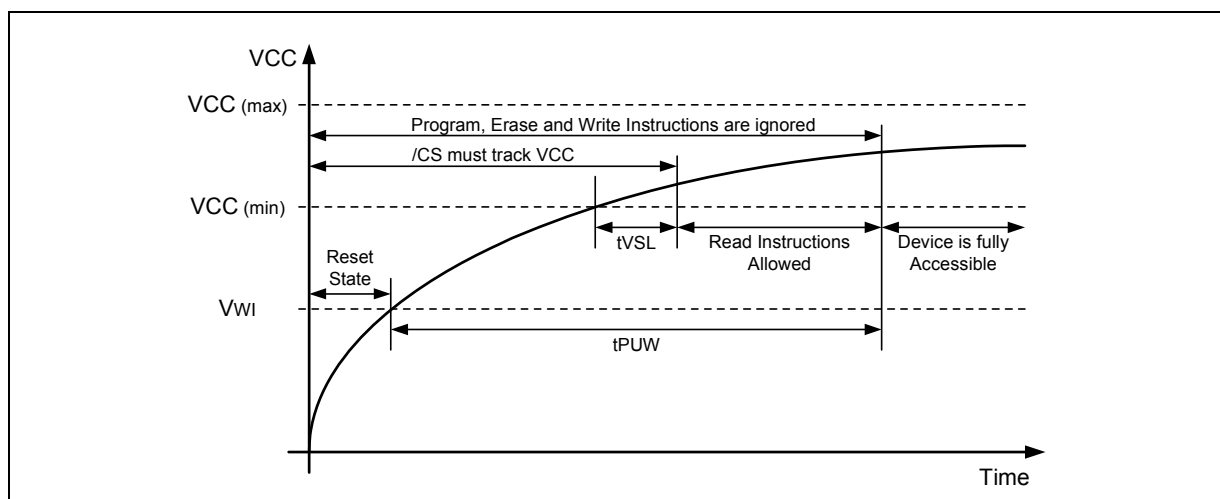 VCC
VCC (max)
Program, Erase and Write Instructions are ignored
/CS must track VCC
VCC (min)
tVSL
Read Instructions
Allowed
Device is fully
Accessible
Reset
State
VWI
tPUW
Time